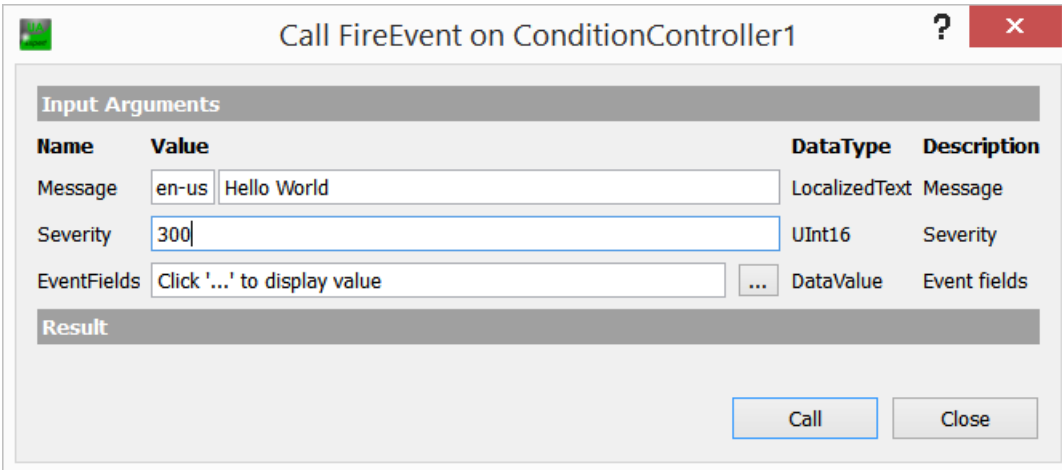 Call FireEvent on ConditionController1
Input Arguments
Name Value DataType Description
Message en-us Hello World LocalizedText Message
Severity 300 UInt16 Severity
EventFields Click '...' to display value ... DataValue Event fields
Result
Call Close